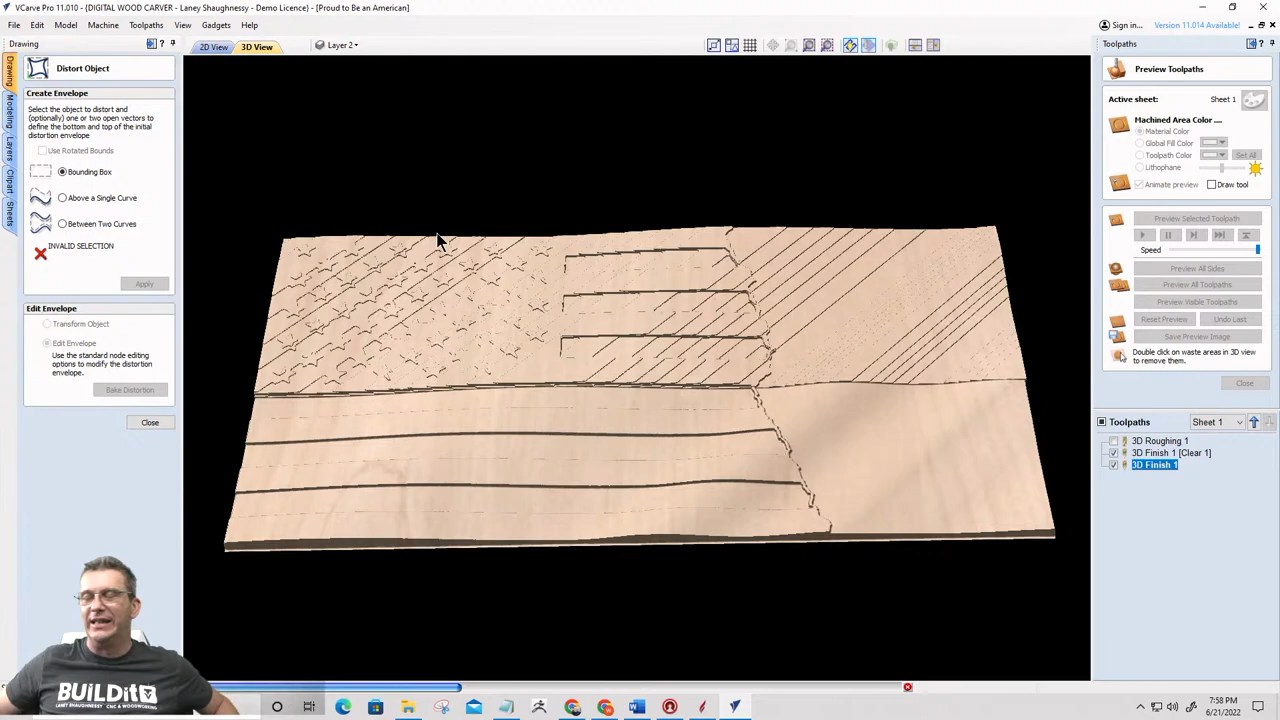 VCarve Pro 11.010 - (DIGITAL WOOD CARVER - Laney Shaughnessy - Demo Licence) - [Proud to Be an American]
File Edit Model Machine Toolpaths View Gadgets Help
Sign in... Version 11.014 Available!
Drawing
2D View 3D View Layer 2
Toolpaths
Drawing
Modeling
Layers
Clipart
Sheets
Distort Object
Create Envelope
Select the object to distort and
(optionally) one or two open vectors to
define the bottom and top of the initial
distortion envelope.
Use Rotated Bounds
Bounding Box
Above a Single Curve
Between Two Curves
INVALID SELECTION
Apply
Edit Envelope
Transform Object
Edit Envelope
Use the standard node editing
options to modify the distortion
envelope.
Bake Distortion
Close
Preview Toolpaths
Active sheet: Sheet 1
Machined Area Color ....
Material Color
Global Fill Color
Toolpath Color Set All
Lithophane
Animate preview Draw tool
Preview Selected Toolpath
Speed
Preview All Sides
Preview All Toolpaths
Preview Visible Toolpaths
Reset Preview Undo Last
Save Preview Image
Double click on waste areas in 3D view
to remove them.
Close
Toolpaths Sheet 1
3D Roughing 1
3D Finish 1 [Clear 1]
3D Finish 1
BUiLDit
LANEY SHAUGHNESSY CNC & WOODWORKING
7:58 PM
6/21/2022